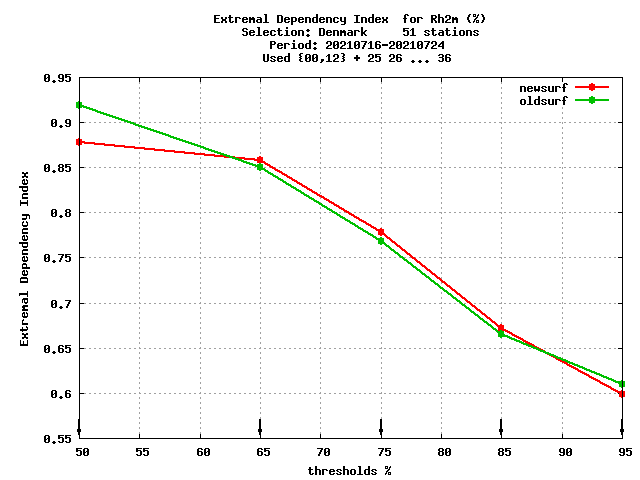 Extremal Dependency Index  for Rh2m (%)
Selection: Denmark     51 stations
Period: 20210716-20210724
Used {00,12} + 25 26 ... 36
newsurf
oldsurf
Extremal Dependency Index
0.95
0.9
0.85
0.8
0.75
0.7
0.65
0.6
0.55
50 55 60 65 70 75 80 85 90 95
thresholds %